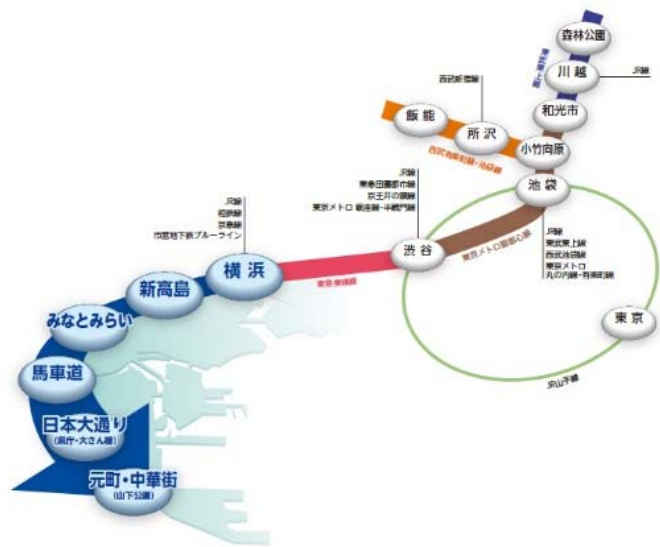 森林公園
東武東上線
川越
JR線
和光市
西武新宿線
飯能
所沢
小竹向原
西武有楽町線・池袋線
池袋
JR線
東急田園都市線
京王井の頭線
東京メトロ 銀座線・半蔵門線
渋谷
東京メトロ副都心線
JR線
東武東上線
西武池袋線
東京メトロ
丸の内線・有楽町線
東京
JR山手線
JR線
相鉄線
京急線
市営地下鉄ブルーライン
横浜
東急東横線
新高島
みなとみらい
馬車道
日本大通り
(県庁・大さん橋)
元町・中華街
(山下公園)